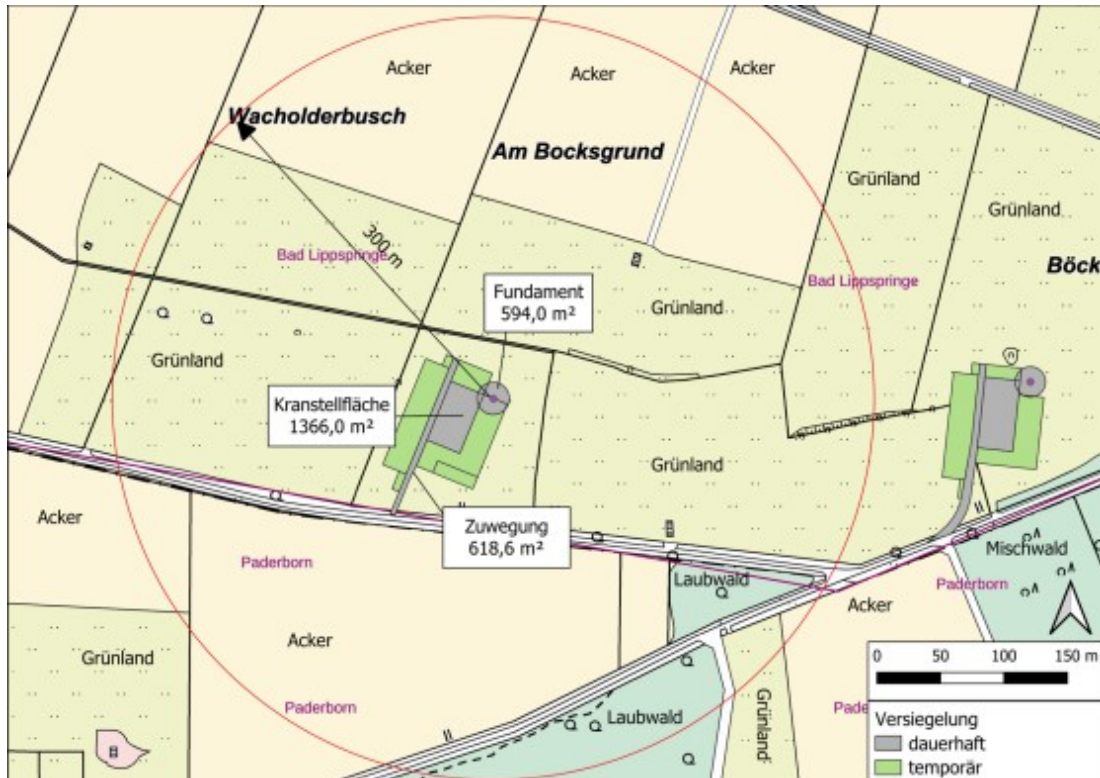 Acker
Acker
Acker
Wacholderbusch
Am Bocksgrund
Grünland
Grünland
300 m
Bad Lippspringe
Bad Lippspringe
Böck
Fundament
594,0 m²
Grünland
Grünland
Kranstellfläche
1366,0 m²
Grünland
Zuwegung
618,6 m²
Acker
Paderborn
Laubwald
Mischwald
Paderborn
Acker
Acker
Grünland
Paderborn
Laubwald
Grünland
Pade
0 50 100 150 m
Versiegelung
dauerhaft
temporär